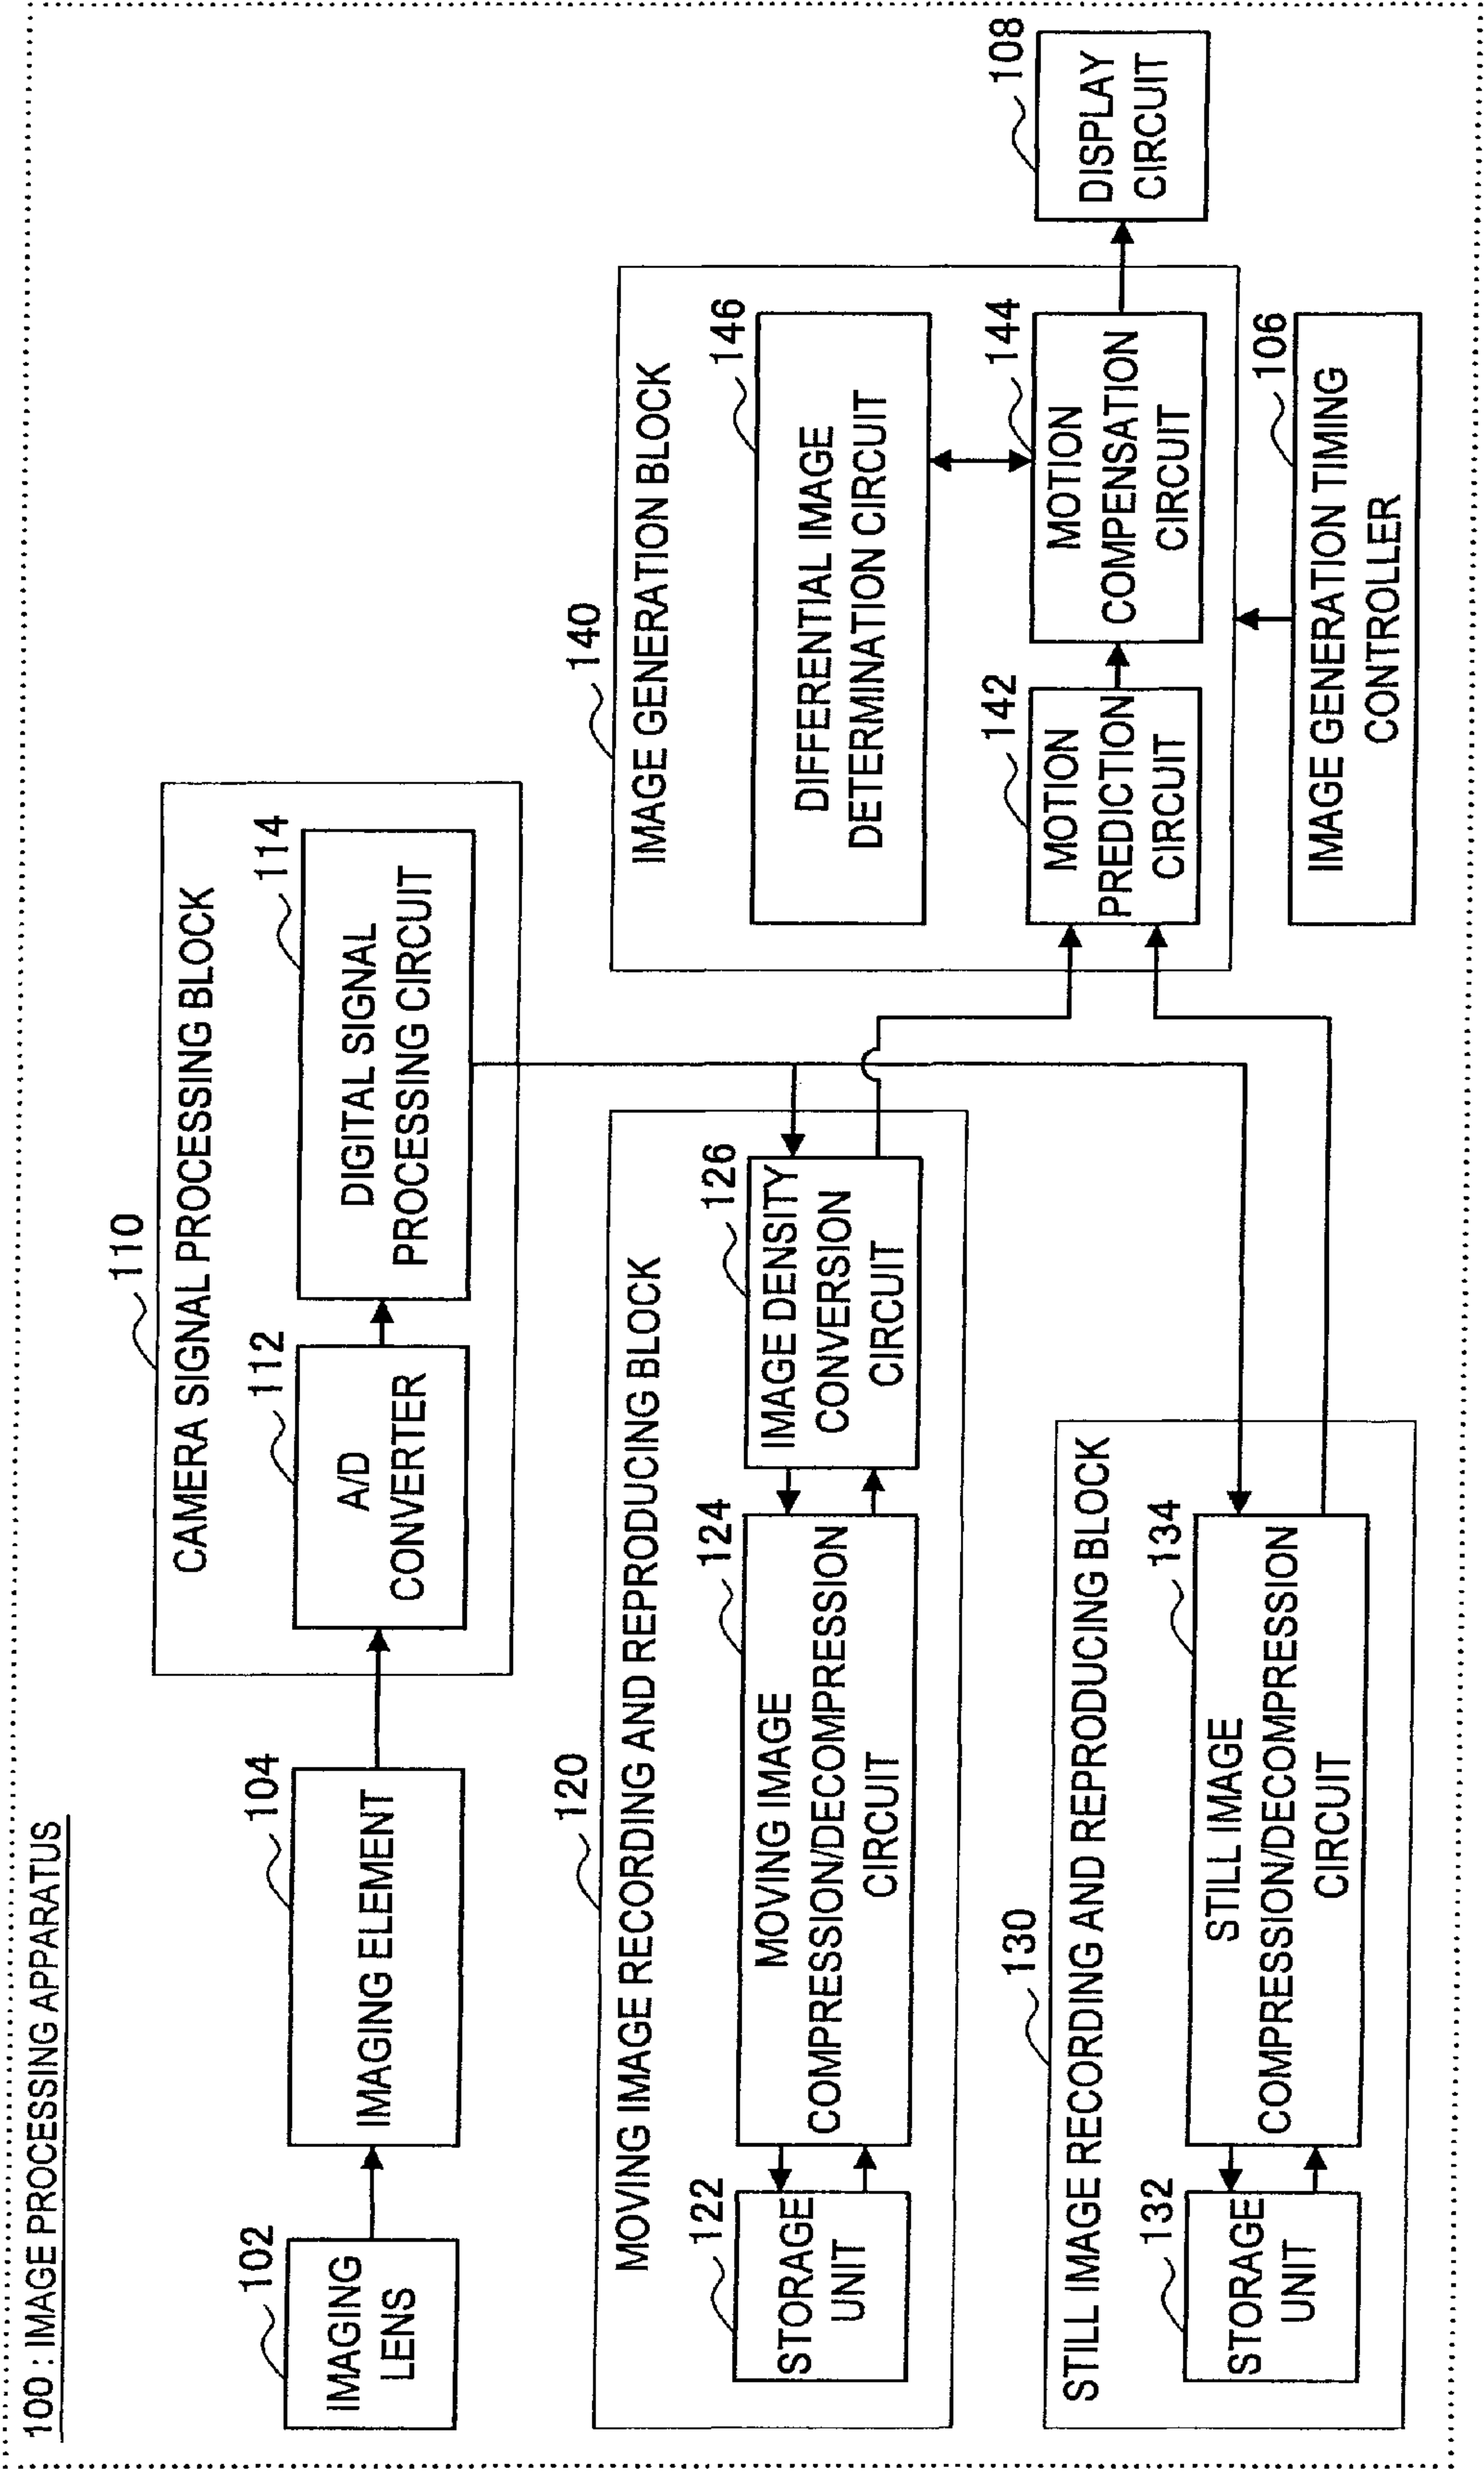 100 : IMAGE PROCESSING APPARATUS
102
IMAGING
LENS
104
IMAGING ELEMENT
110
CAMERA SIGNAL PROCESSING BLOCK
112
A/D
CONVERTER
114
DIGITAL SIGNAL
PROCESSING CIRCUIT
120
MOVING IMAGE RECORDING AND REPRODUCING BLOCK
122
STORAGE
UNIT
124
MOVING IMAGE
COMPRESSION/DECOMPRESSION
CIRCUIT
126
IMAGE DENSITY
CONVERSION
CIRCUIT
130
STILL IMAGE RECORDING AND REPRODUCING BLOCK
132
STORAGE
UNIT
134
STILL IMAGE
COMPRESSION/DECOMPRESSION
CIRCUIT
140
IMAGE GENERATION BLOCK
146
DIFFERENTIAL IMAGE
DETERMINATION CIRCUIT
142
MOTION
PREDICTION
CIRCUIT
144
MOTION
COMPENSATION
CIRCUIT
106
IMAGE GENERATION TIMING
CONTROLLER
108
DISPLAY
CIRCUIT